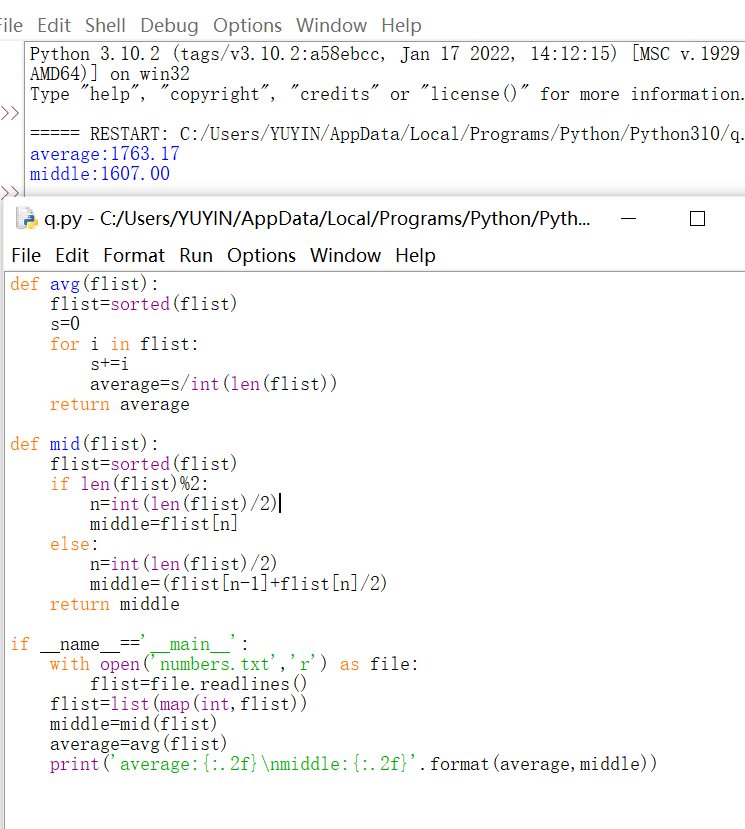 File Edit Shell Debug Options Window Help
Python 3.10.2 (tags/v3.10.2:a58ebcc, Jan 17 2022, 14:12:15) [MSC v.1929
AMD64)] on win32
Type "help", "copyright", "credits" or "license()" for more information.
>>
===== RESTART: C:/Users/YUYIN/AppData/Local/Programs/Python/Python310/q.
average:1763.17
middle:1607.00
>>
q.py - C:/Users/YUYIN/AppData/Local/Programs/Python/Pyth...
File Edit Format Run Options Window Help
def avg(flist):
    flist=sorted(flist)
    s=0
    for i in flist:
        s+=i
        average=s/int(len(flist))
    return average

def mid(flist):
    flist=sorted(flist)
    if len(flist)%2:
        n=int(len(flist)/2)
        middle=flist[n]
    else:
        n=int(len(flist)/2)
        middle=(flist[n-1]+flist[n]/2)
    return middle

if __name__=='__main__':
    with open('numbers.txt','r') as file:
        flist=file.readlines()
    flist=list(map(int,flist))
    middle=mid(flist)
    average=avg(flist)
    print('average:{:.2f}\nmiddle:{:.2f}'.format(average,middle))